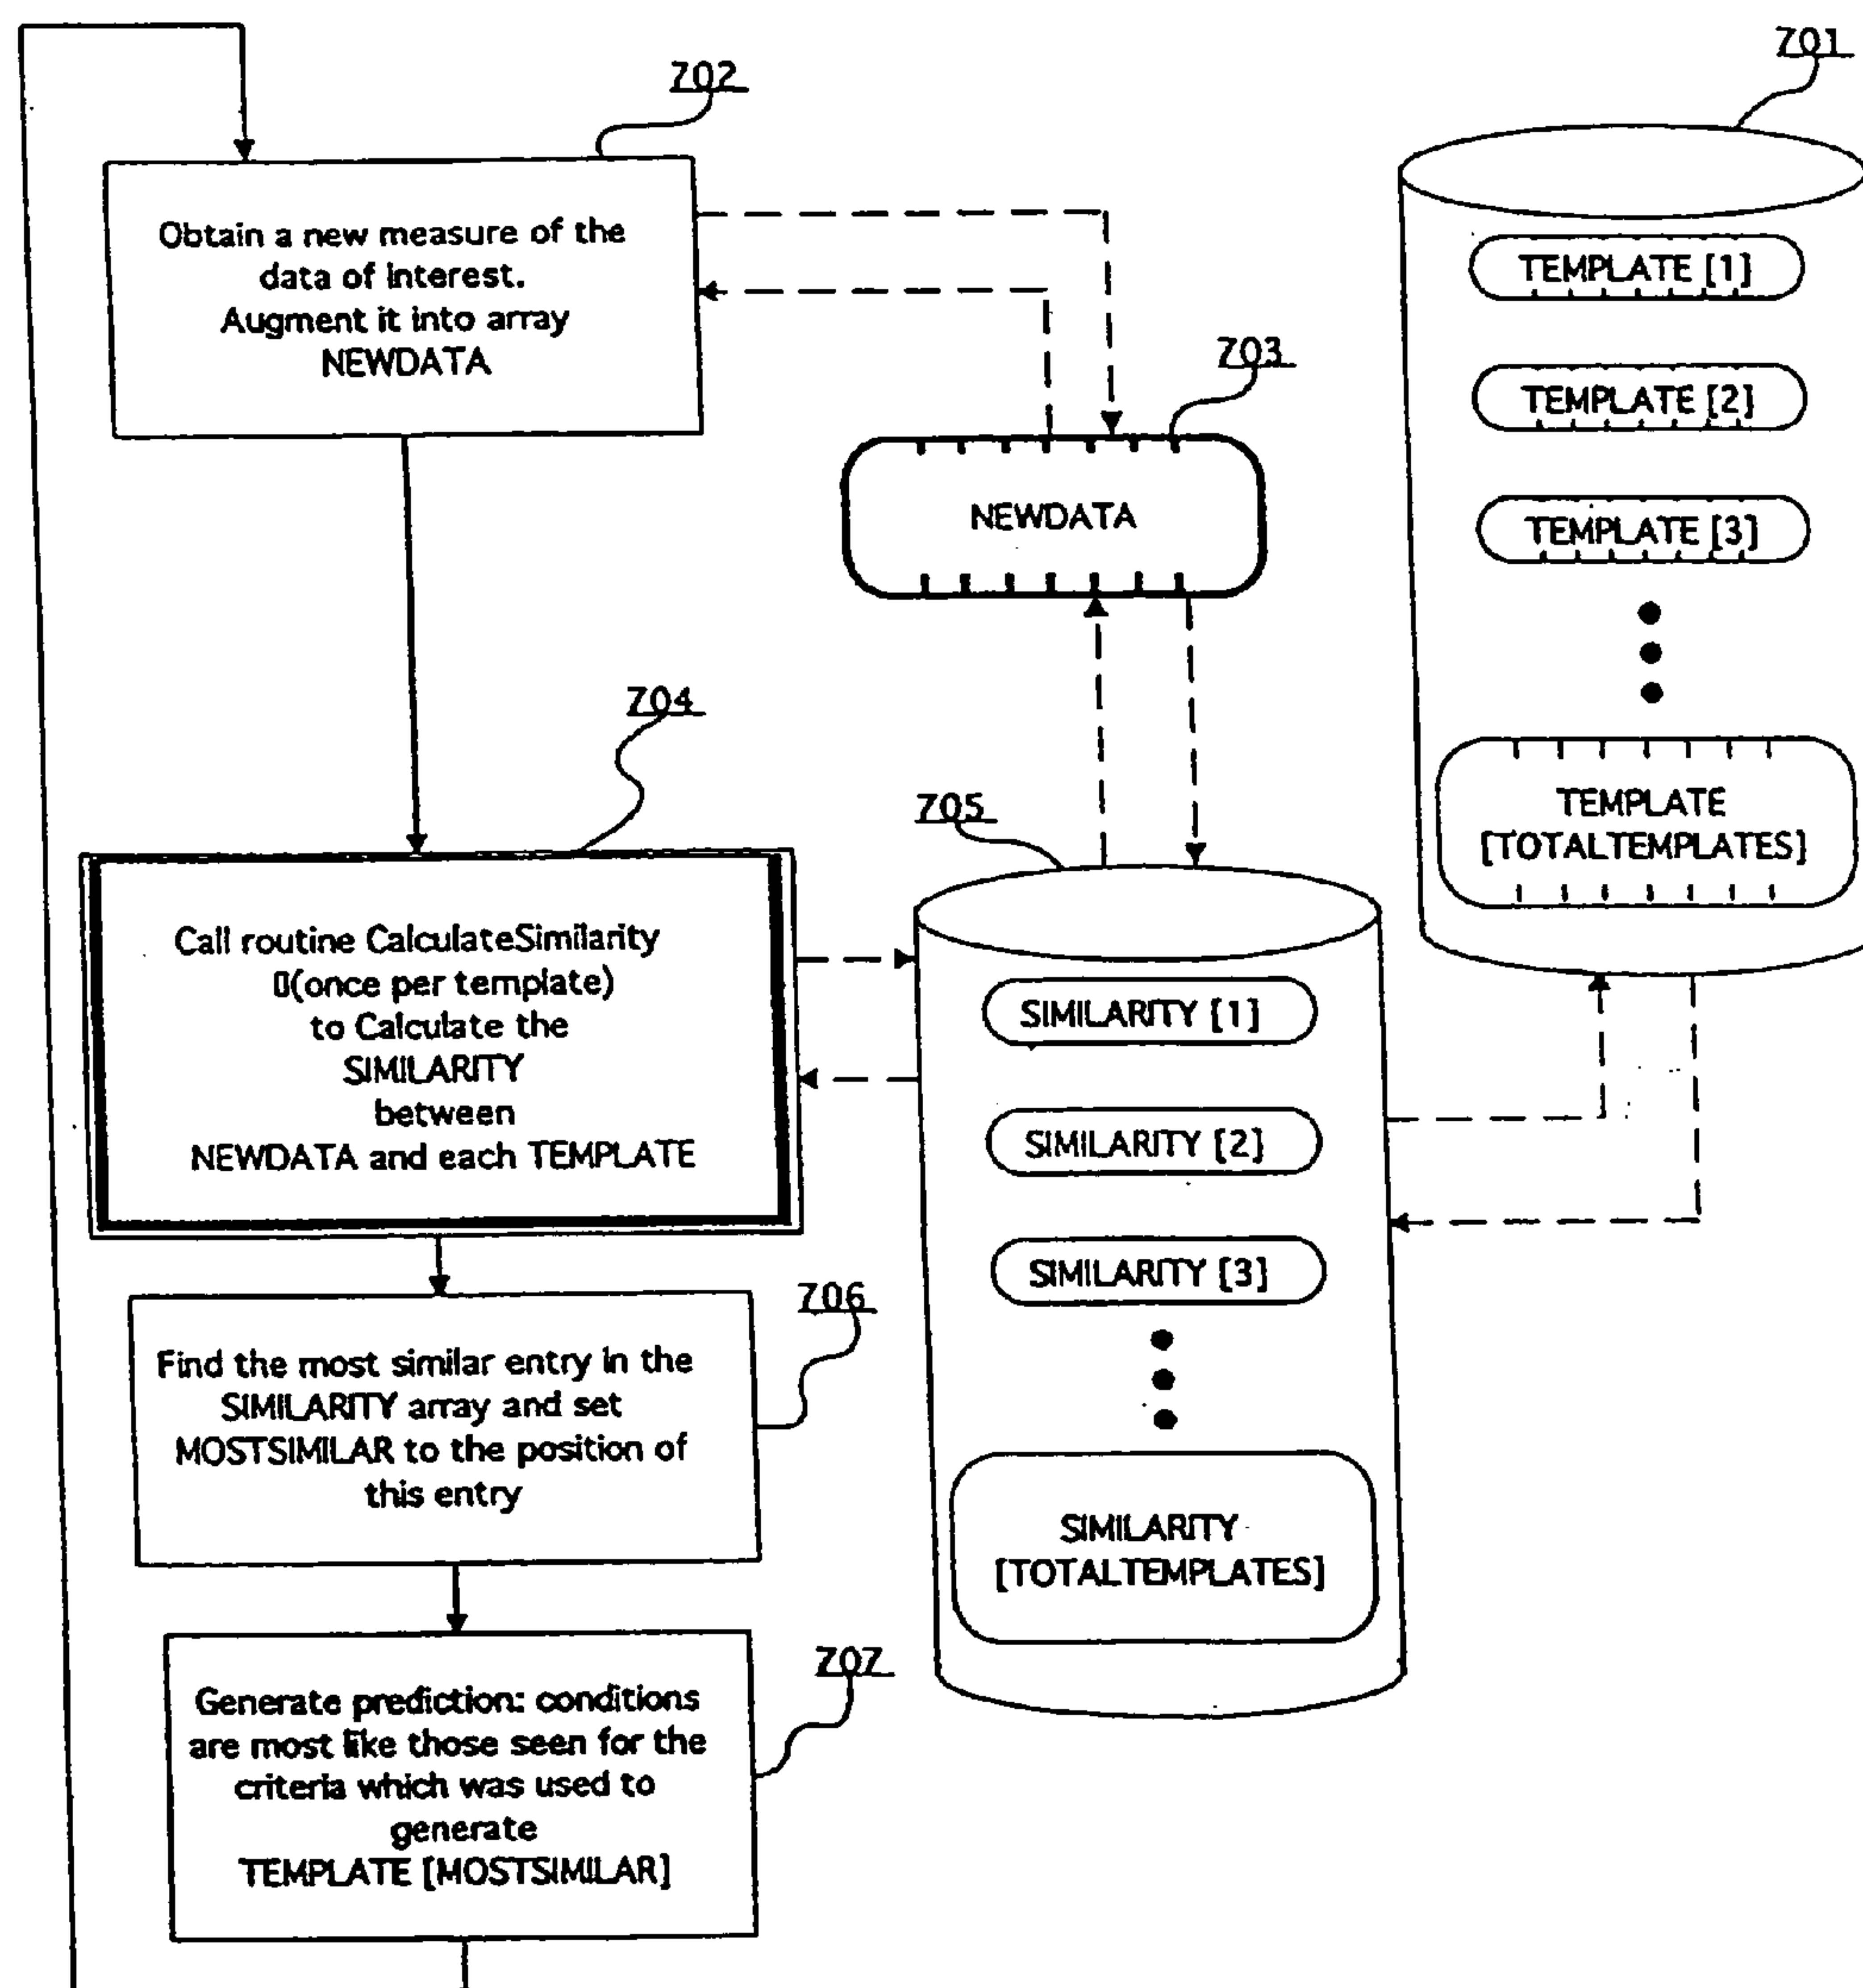 701
702
Obtain a new measure of the
data of interest.
Augment it into array
NEWDATA
TEMPLATE [1]
TEMPLATE [2]
TEMPLATE [3]
TEMPLATE
[TOTALTEMPLATES]
703
NEWDATA
704
Call routine CalculateSimilarity
(once per template)
to Calculate the
SIMILARITY
between
NEWDATA and each TEMPLATE
705
SIMILARITY [1]
SIMILARITY [2]
SIMILARITY [3]
SIMILARITY
[TOTALTEMPLATES]
706
Find the most similar entry in the
SIMILARITY array and set
MOSTSIMILAR to the position of
this entry
707
Generate prediction: conditions
are most like those seen for the
criteria which was used to
generate
TEMPLATE [MOSTSIMILAR]